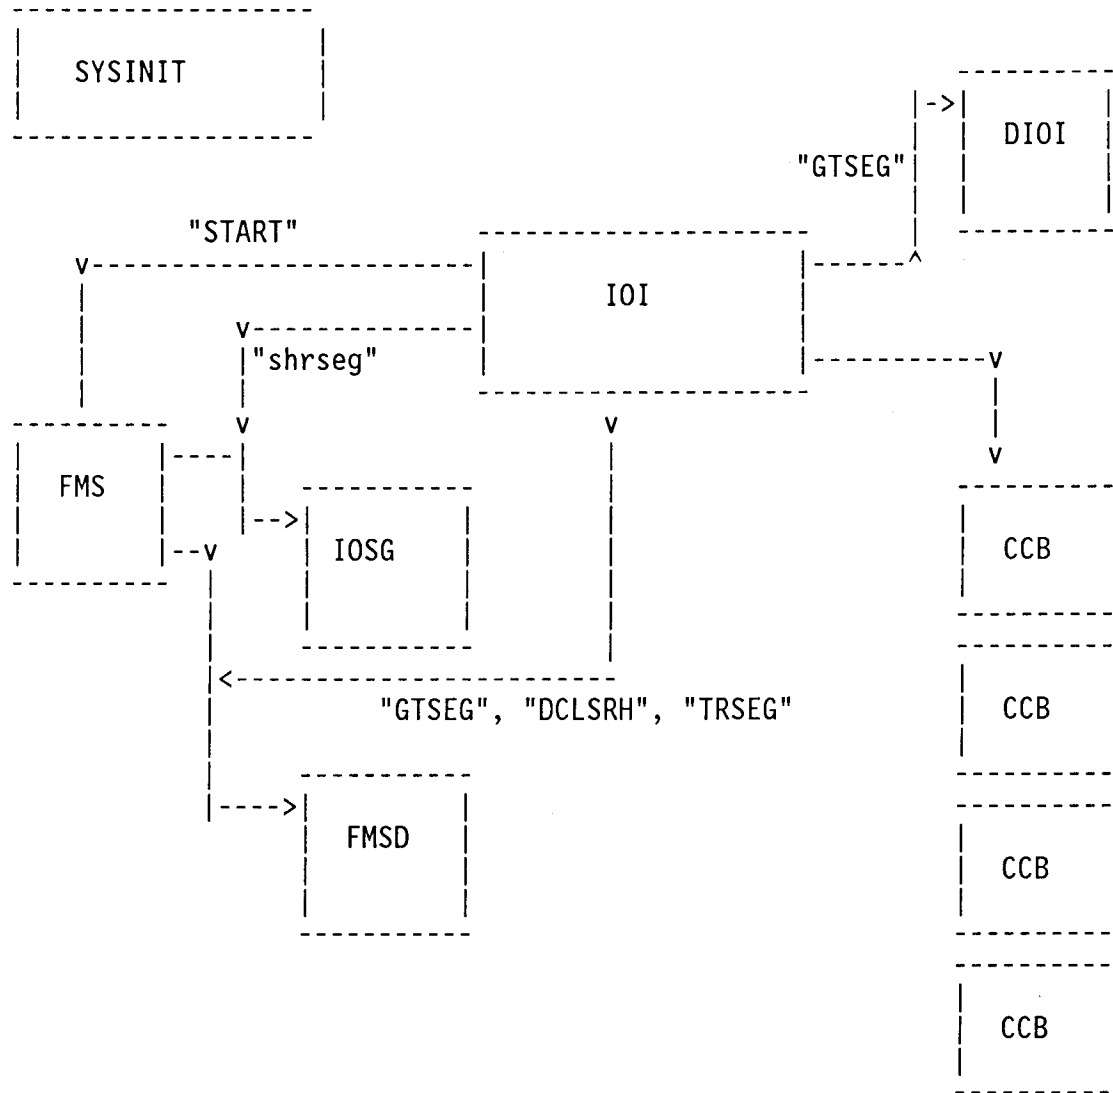 SYSINIT
DIOI
"GTSEG"
"START"
IOI
"shrseg"
FMS
IOSG
CCB
"GTSEG", "DCLSRH", "TRSEG"
CCB
FMSD
CCB
CCB